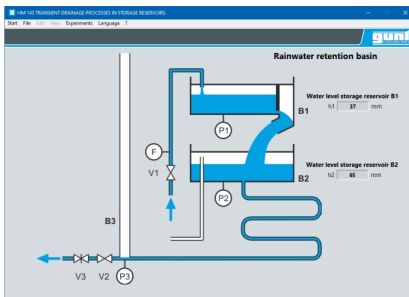 HM 143 TRANSIENT DRAINAGE PROCESSES IN STORAGE RESERVOIRS
Start File Edit View Experiments Language ?
gunt
Rainwater retention basin
Water level storage reservoir B1
h1 37 mm
B1
P1
F
V1
Water level storage reservoir B2
h2 65 mm
B2
P2
B3
V3 V2 P3